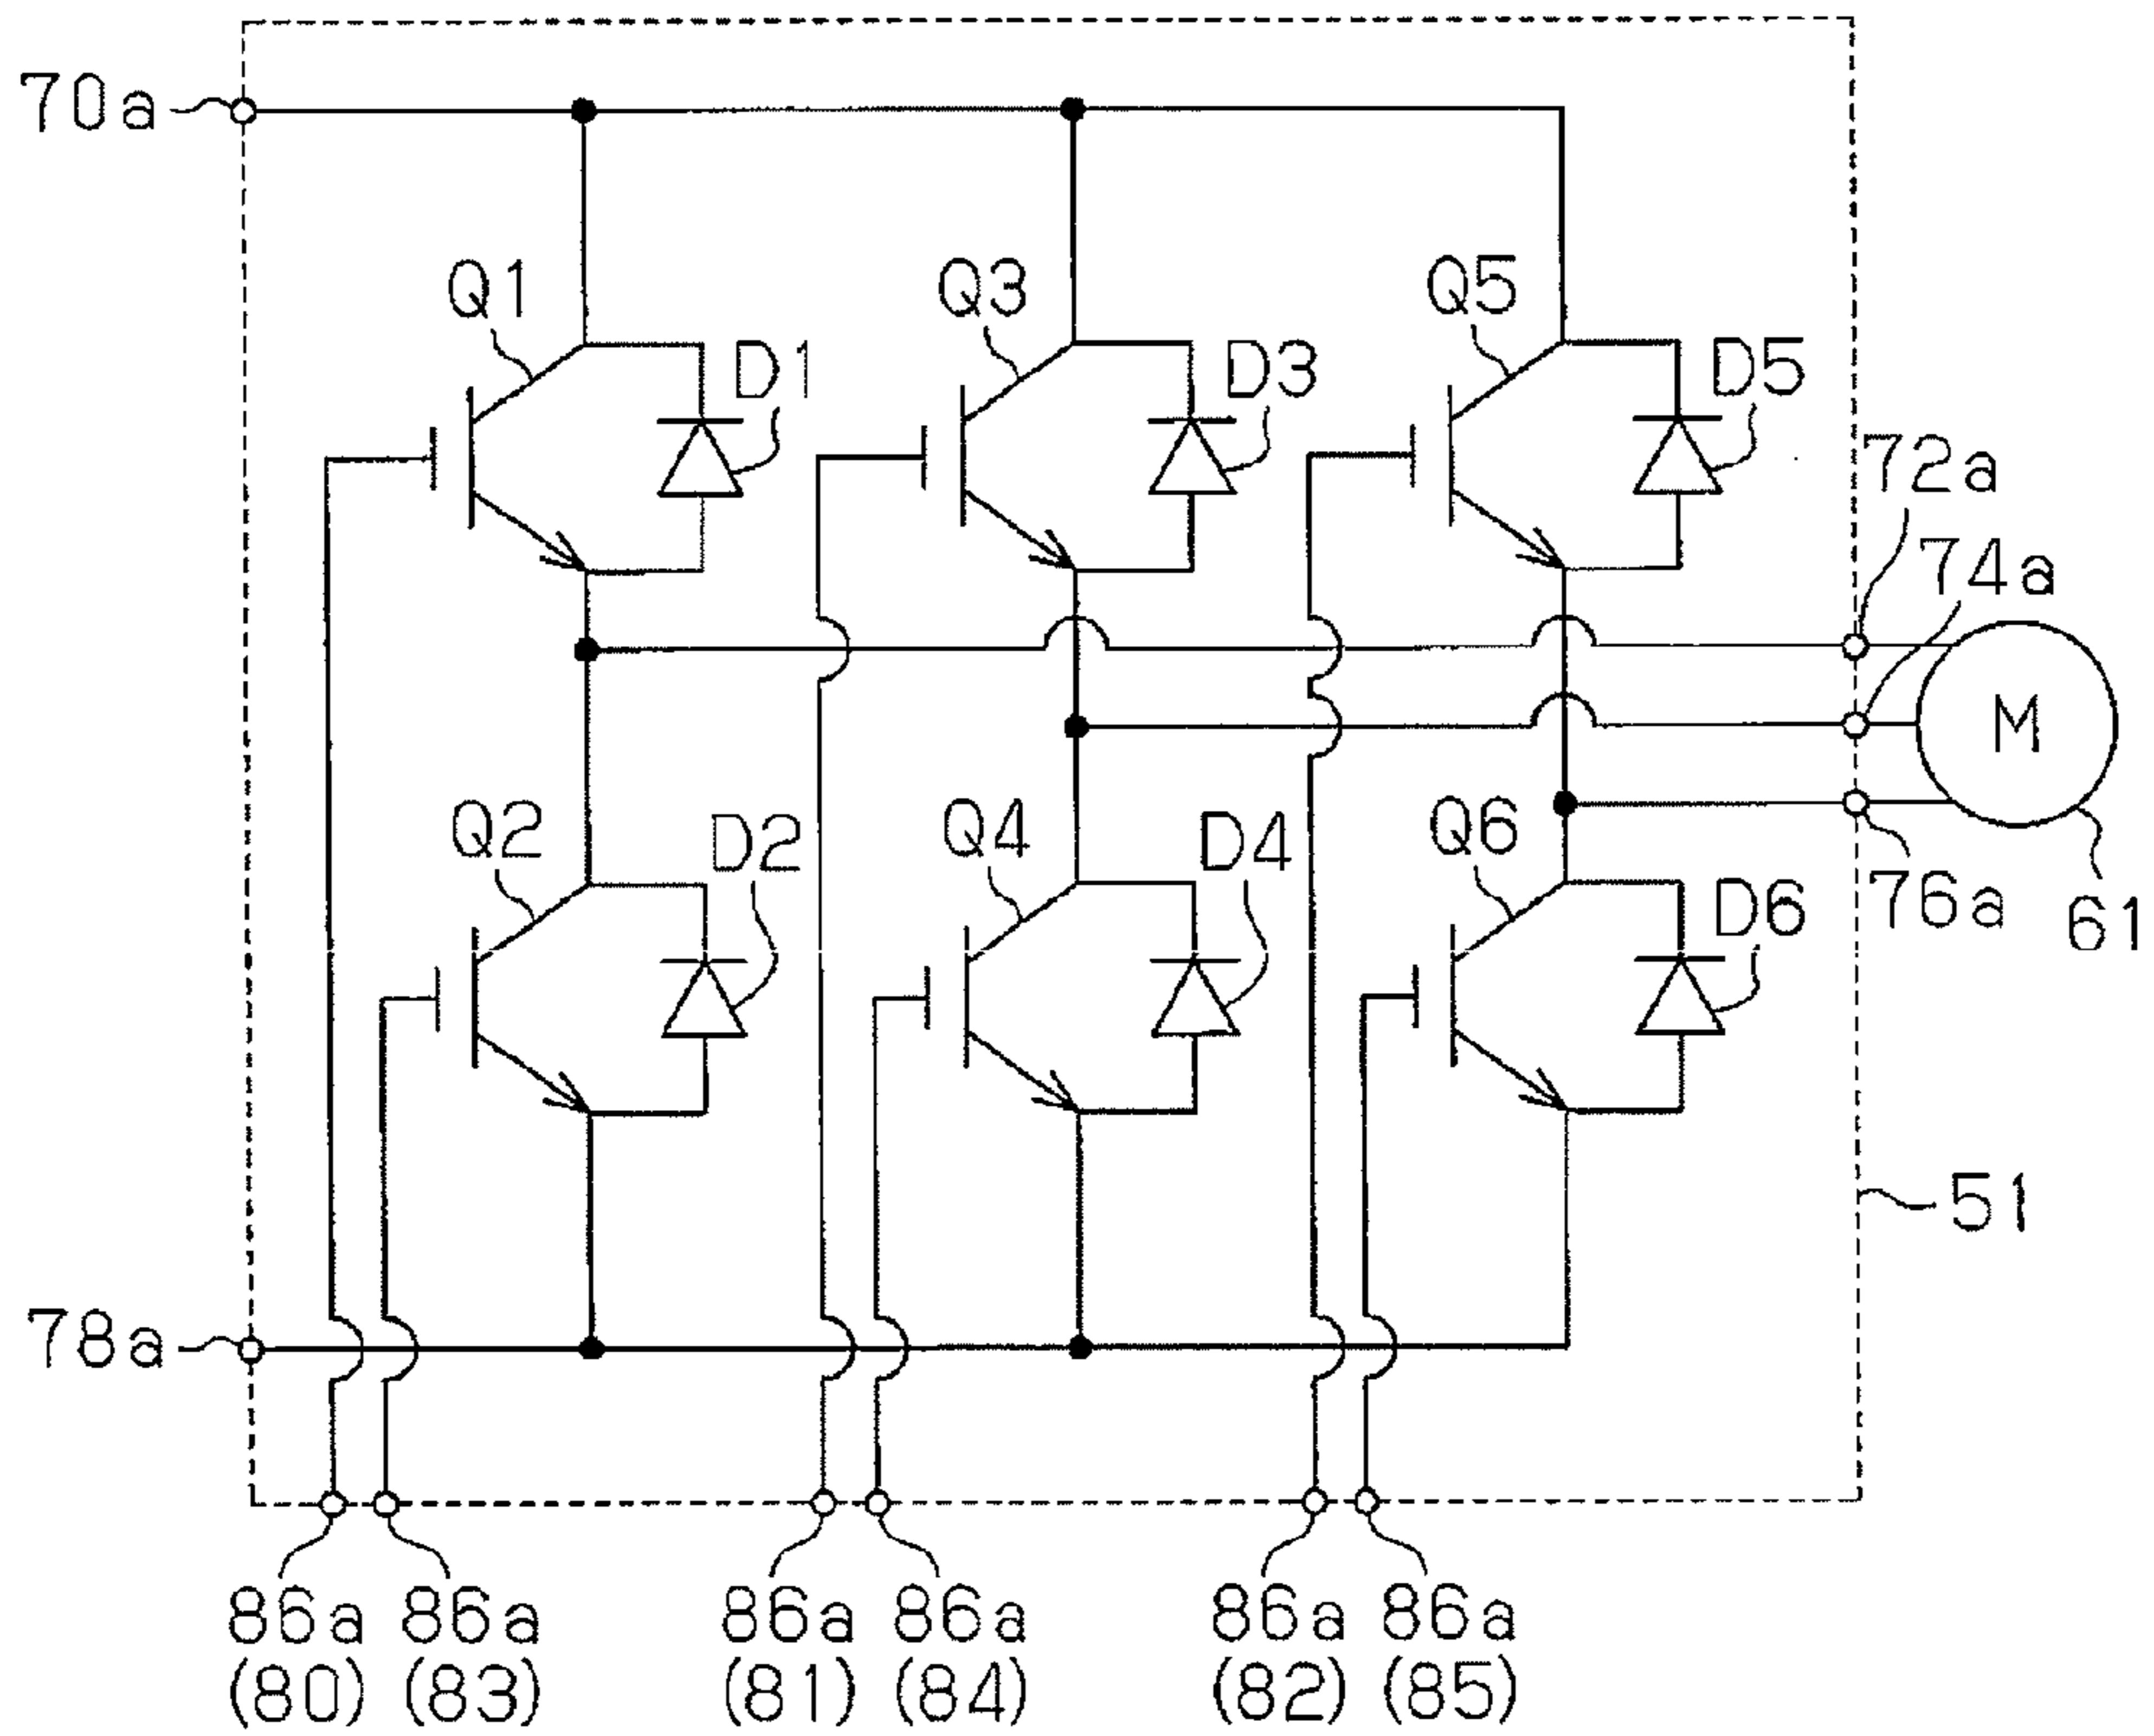 70a
Q1
Q3
Q5
D1
D3
D5
72a
74a
M
Q2
D2
Q4
D4
Q6
D6
76a
61
51
78a
86a 86a 86a 86a 86a 86a
(80) (83) (81) (84) (82) (85)